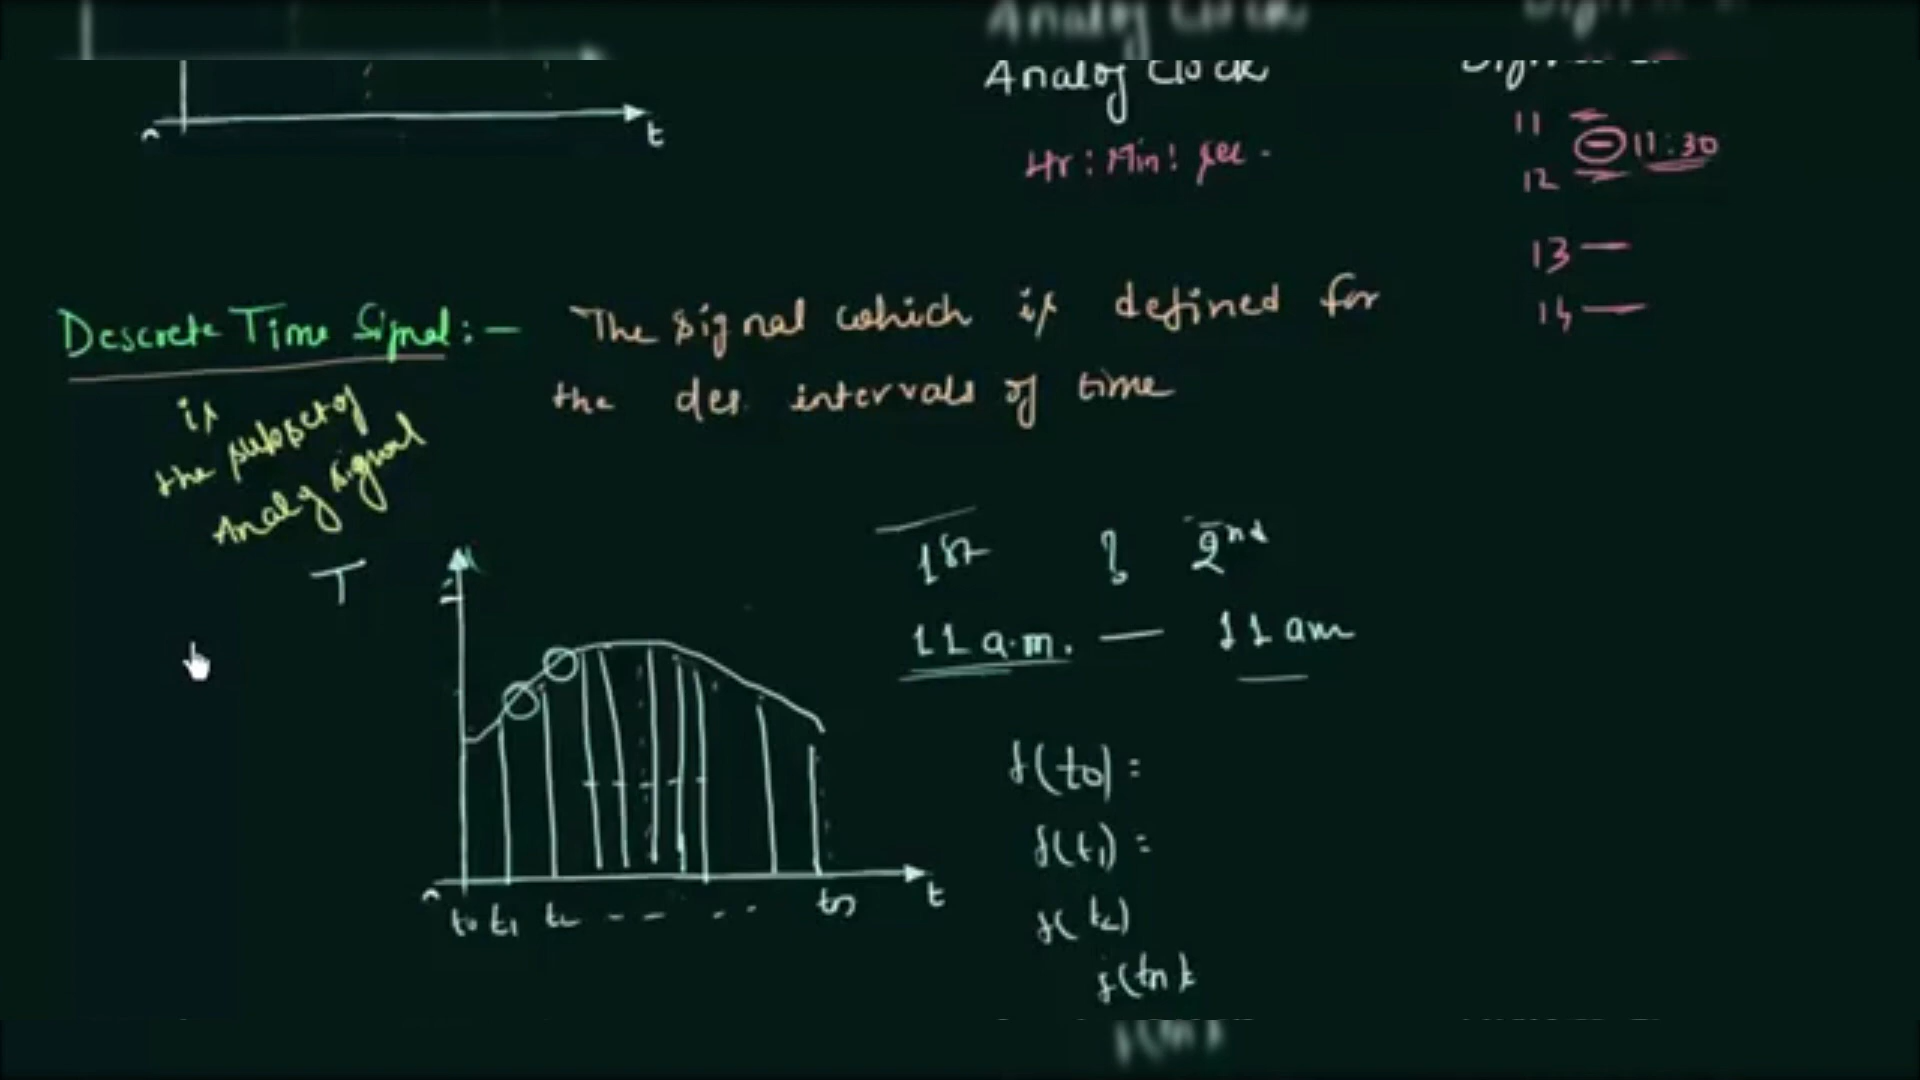 Analog Clock
t
Hr : Min : sec.
11
11:30
12
13
14
Descrete Time Signal :- The signal which is defined for
the des. intervals of time
is
the subset of
Analog signal
T
1st ? 2nd
11 a.m. — 11 am
f(t0) =
f(t1) =
f(t2)
t0 t1 t2 -- -- tn t
f(tn)